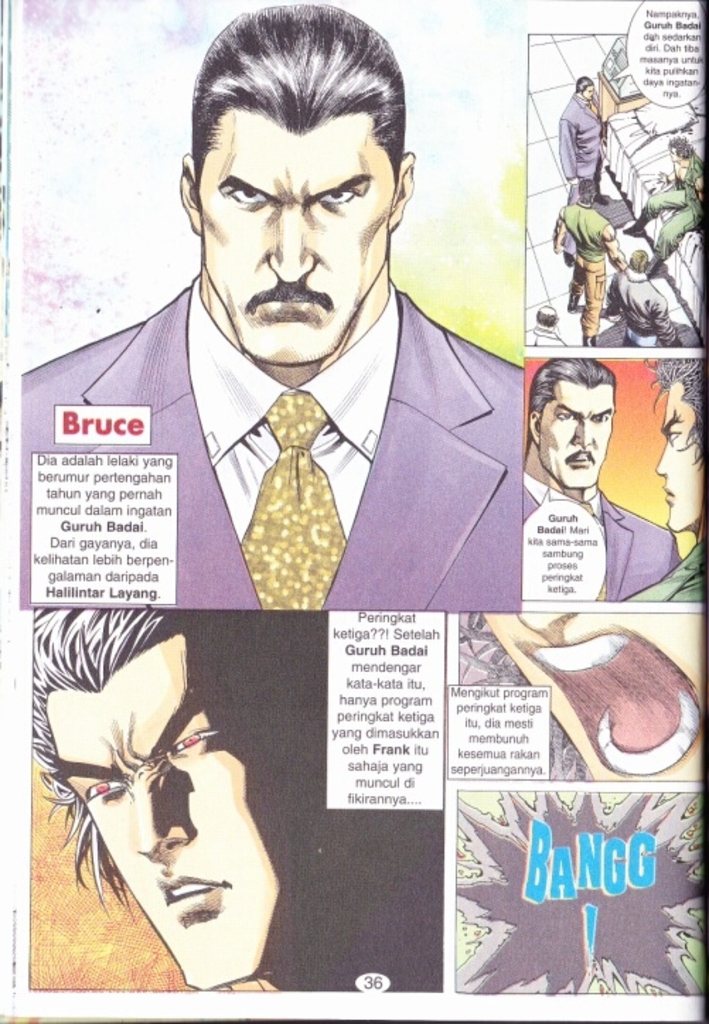 Nampaknya,
Guruh Badai
dah sedarkan
diri. Dah tiba
masanya untuk
kita pulihkan
daya ingatan-
nya.
Bruce
Dia adalah lelaki yang
berumur pertengahan
tahun yang pernah
muncul dalam ingatan
Guruh Badai.
Dari gayanya, dia
kelihatan lebih berpen-
galaman daripada
Halilintar Layang.
Guruh
Badai! Mari
kita sama-sama
sambung
proses
peringkat
ketiga.
Peringkat
ketiga??! Setelah
Guruh Badai
mendengar
kata-kata itu,
hanya program
peringkat ketiga
yang dimasukkan
oleh Frank itu
sahaja yang
muncul di
fikirannya....
Mengikut program
peringkat ketiga
itu, dia mesti
membunuh
kesemua rakan
seperjuangannya.
BANGG
!
36